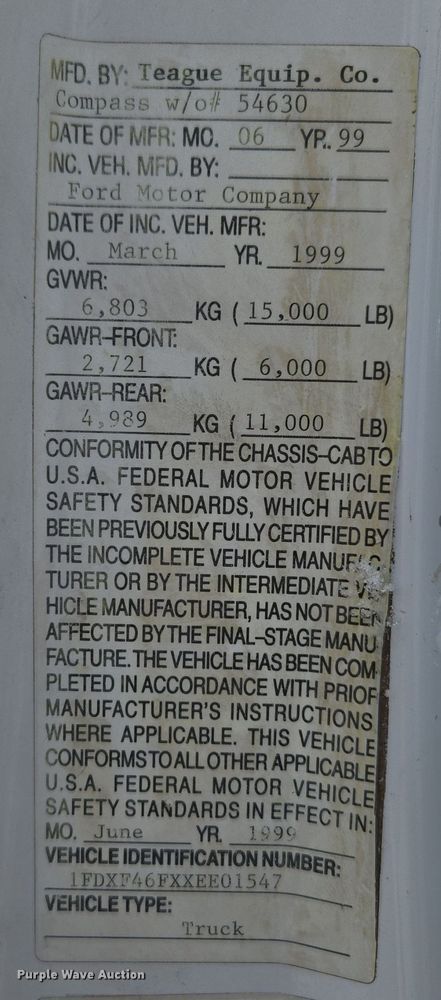 MFD. BY: Teague Equip. Co.
Compass w/o# 54630
DATE OF MFR: MO. 06 YR. 99
INC. VEH. MFD. BY:
Ford Motor Company
DATE OF INC. VEH. MFR:
MO. March YR. 1999
GVWR:
6,803 KG ( 15,000 LB)
GAWR-FRONT:
2,721 KG ( 6,000 LB)
GAWR-REAR:
4,989 KG ( 11,000 LB)
CONFORMITY OF THE CHASSIS-CAB TO
U.S.A. FEDERAL MOTOR VEHICLE
SAFETY STANDARDS, WHICH HAVE
BEEN PREVIOUSLY FULLY CERTIFIED BY
THE INCOMPLETE VEHICLE MANUFAC-
TURER OR BY THE INTERMEDIATE VE-
HICLE MANUFACTURER, HAS NOT BEEN
AFFECTED BY THE FINAL-STAGE MANU
FACTURE. THE VEHICLE HAS BEEN COM-
PLETED IN ACCORDANCE WITH PRIOR
MANUFACTURER'S INSTRUCTIONS
WHERE APPLICABLE. THIS VEHICLE
CONFORMS TO ALL OTHER APPLICABLE
U.S.A. FEDERAL MOTOR VEHICLE
SAFETY STANDARDS IN EFFECT IN:
MO. June YR. 1999
VEHICLE IDENTIFICATION NUMBER:
1FDXF46FXXEE01547
VEHICLE TYPE:
Truck
Purple Wave Auction